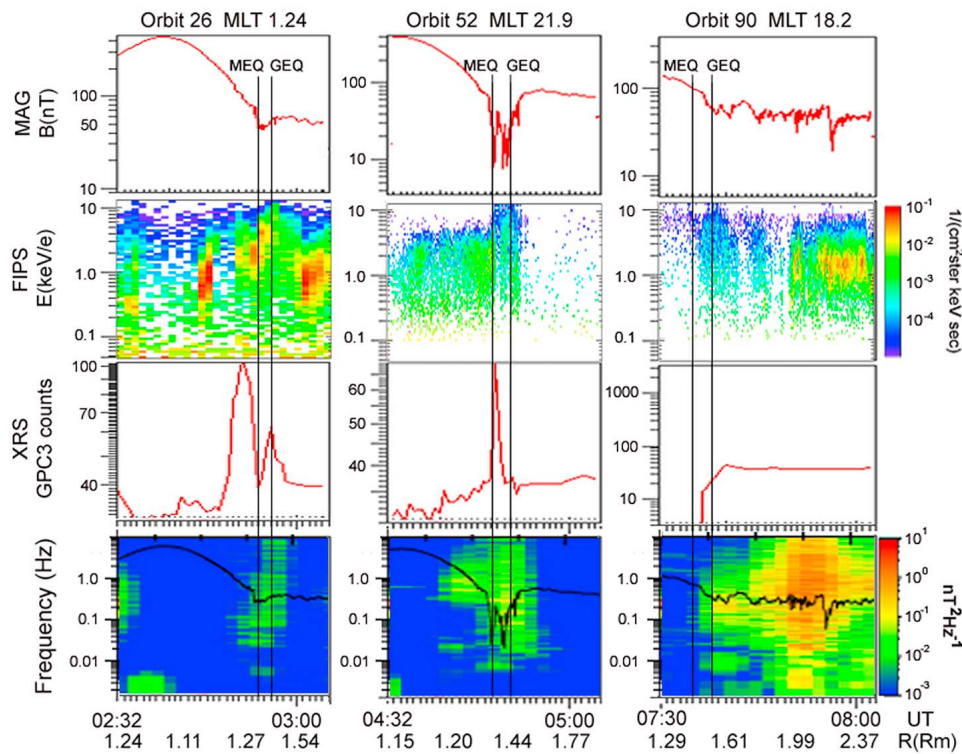 Orbit 26 MLT 1.24 Orbit 52 MLT 21.9 Orbit 90 MLT 18.2
MAG
B(nT)
100
50
10
MEQ GEQ
100
10
MEQ GEQ
100
10
MEQ GEQ
FIPS
E(keV/e)
10
1.0
0.1
10
1.0
0.1
10
1.0
0.1
10-1
10-2
10-3
10-4
1/(cm2ster keV sec)
XRS
GPC3 counts
100
70
40
60
50
40
1000
100
10
Frequency (Hz)
1.0
0.1
0.01
1.0
0.1
0.01
1.0
0.1
0.01
101
100
10-1
10-2
10-3
nT2Hz-1
02:32 03:00 04:32 05:00 07:30 08:00 UT
1.24 1.11 1.27 1.54 1.15 1.20 1.44 1.77 1.29 1.61 1.99 2.37 R(Rm)